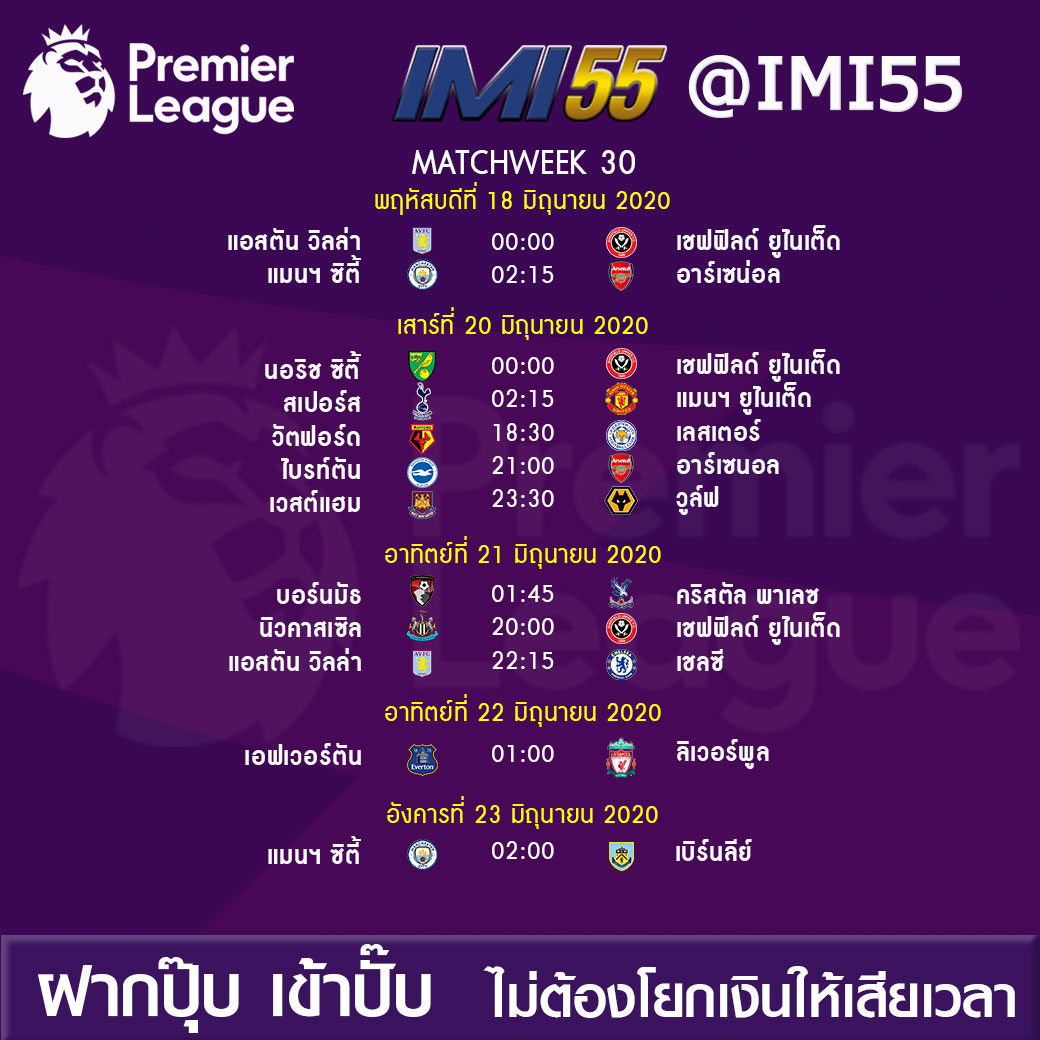 Premier League IMI55 @IMI55
MATCHWEEK 30
พฤหัสบดีที่ 18 มิถุนายน 2020
แอสตัน วิลล่า 00:00 เชฟฟิลด์ ยูไนเต็ด
แมนฯ ซิตี้ 02:15 อาร์เซน่อล
เสาร์ที่ 20 มิถุนายน 2020
นอริช ซิตี้ 00:00 เชฟฟิลด์ ยูไนเต็ด
สเปอร์ส 02:15 แมนฯ ยูไนเต็ด
วัตฟอร์ด 18:30 เลสเตอร์
ไบรท์ตัน 21:00 อาร์เซนอล
เวสต์แฮม 23:30 วูล์ฟ
อาทิตย์ที่ 21 มิถุนายน 2020
บอร์นมัธ 01:45 คริสตัล พาเลซ
นิวคาสเซิล 20:00 เชฟฟิลด์ ยูไนเต็ด
แอสตัน วิลล่า 22:15 เชลซี
อาทิตย์ที่ 22 มิถุนายน 2020
เอฟเวอร์ตัน Everton 01:00 ลิเวอร์พูล
อังคารที่ 23 มิถุนายน 2020
แมนฯ ซิตี้ 02:00 เบิร์นลีย์
ฝากปุ๊บ เข้าปั๊บ ไม่ต้องโยกเงินให้เสียเวลา